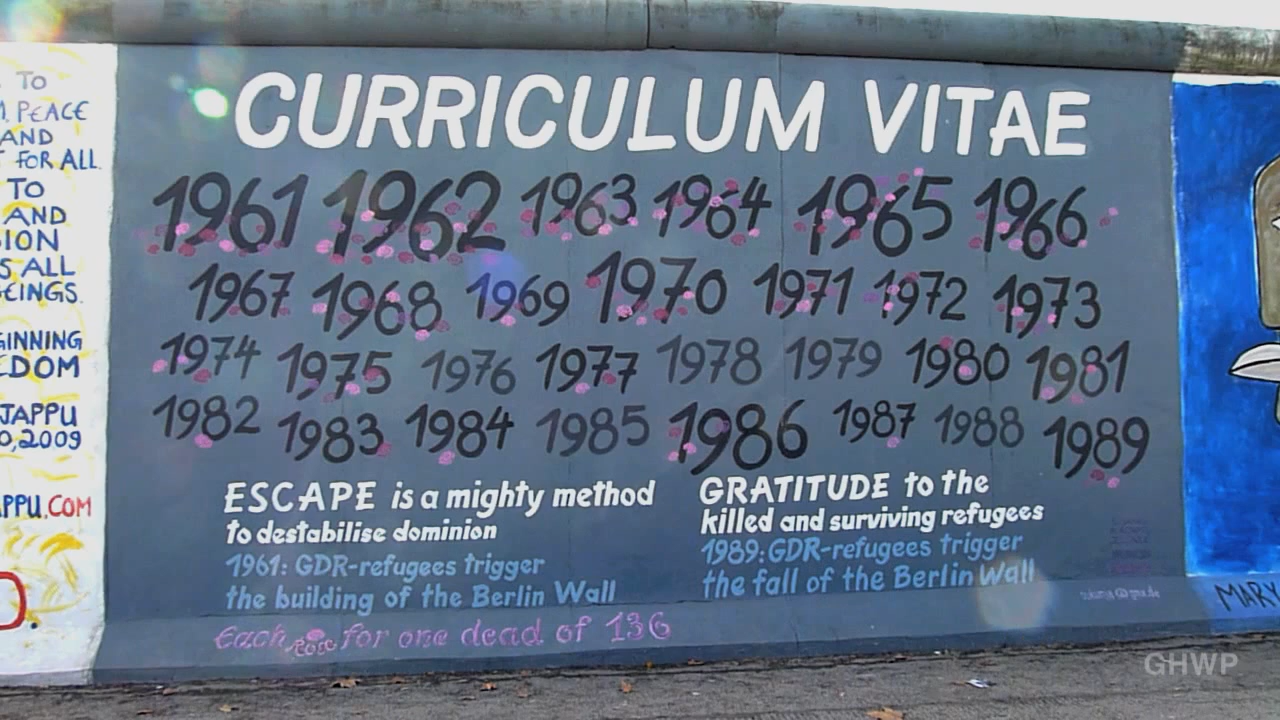 TO
PEACE
AND
FOR ALL.
TO
AND
ION
S ALL
EINGS.
GINNING
EDOM
JAPPU
0,2009
APPU.COM
CURRICULUM VITAE
1961 1962 1963 1964 1965 1966
1967 1968 1969 1970 1971 1972 1973
1974 1975 1976 1977 1978 1979 1980 1981
1982 1983 1984 1985 1986 1987 1988 1989
ESCAPE is a mighty method
to destabilise dominion
1961: GDR-refugees trigger
the building of the Berlin Wall
GRATITUDE to the
killed and surviving refugees
1989: GDR-refugees trigger
the fall of the Berlin Wall
Each Rose for one dead of 136
MARY
GHWP